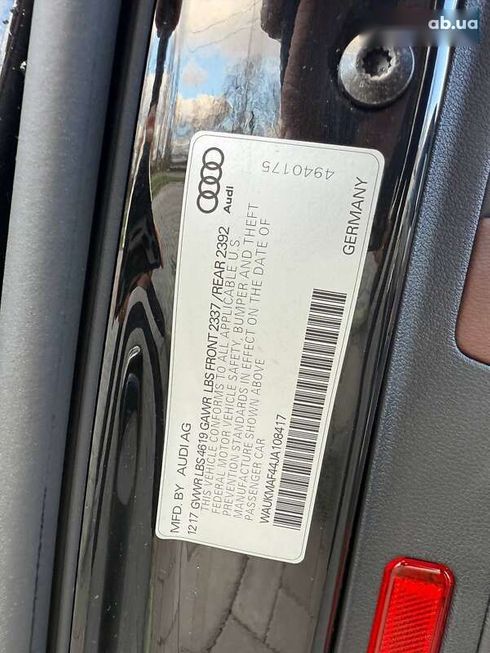 ab.ua
Audi
4940175
MFD. BY AUDI AG
GERMANY
12 17 GVWR LBS 4619 GAWR LBS FRONT 2337 / REAR 2392
THIS VEHICLE CONFORMS TO ALL APPLICABLE U.S.
FEDERAL MOTOR VEHICLE SAFETY, BUMPER AND THEFT
PREVENTION STANDARDS IN EFFECT ON THE DATE OF
MANUFACTURE SHOWN ABOVE
PASSENGER CAR
WAUKMAF44JA108417